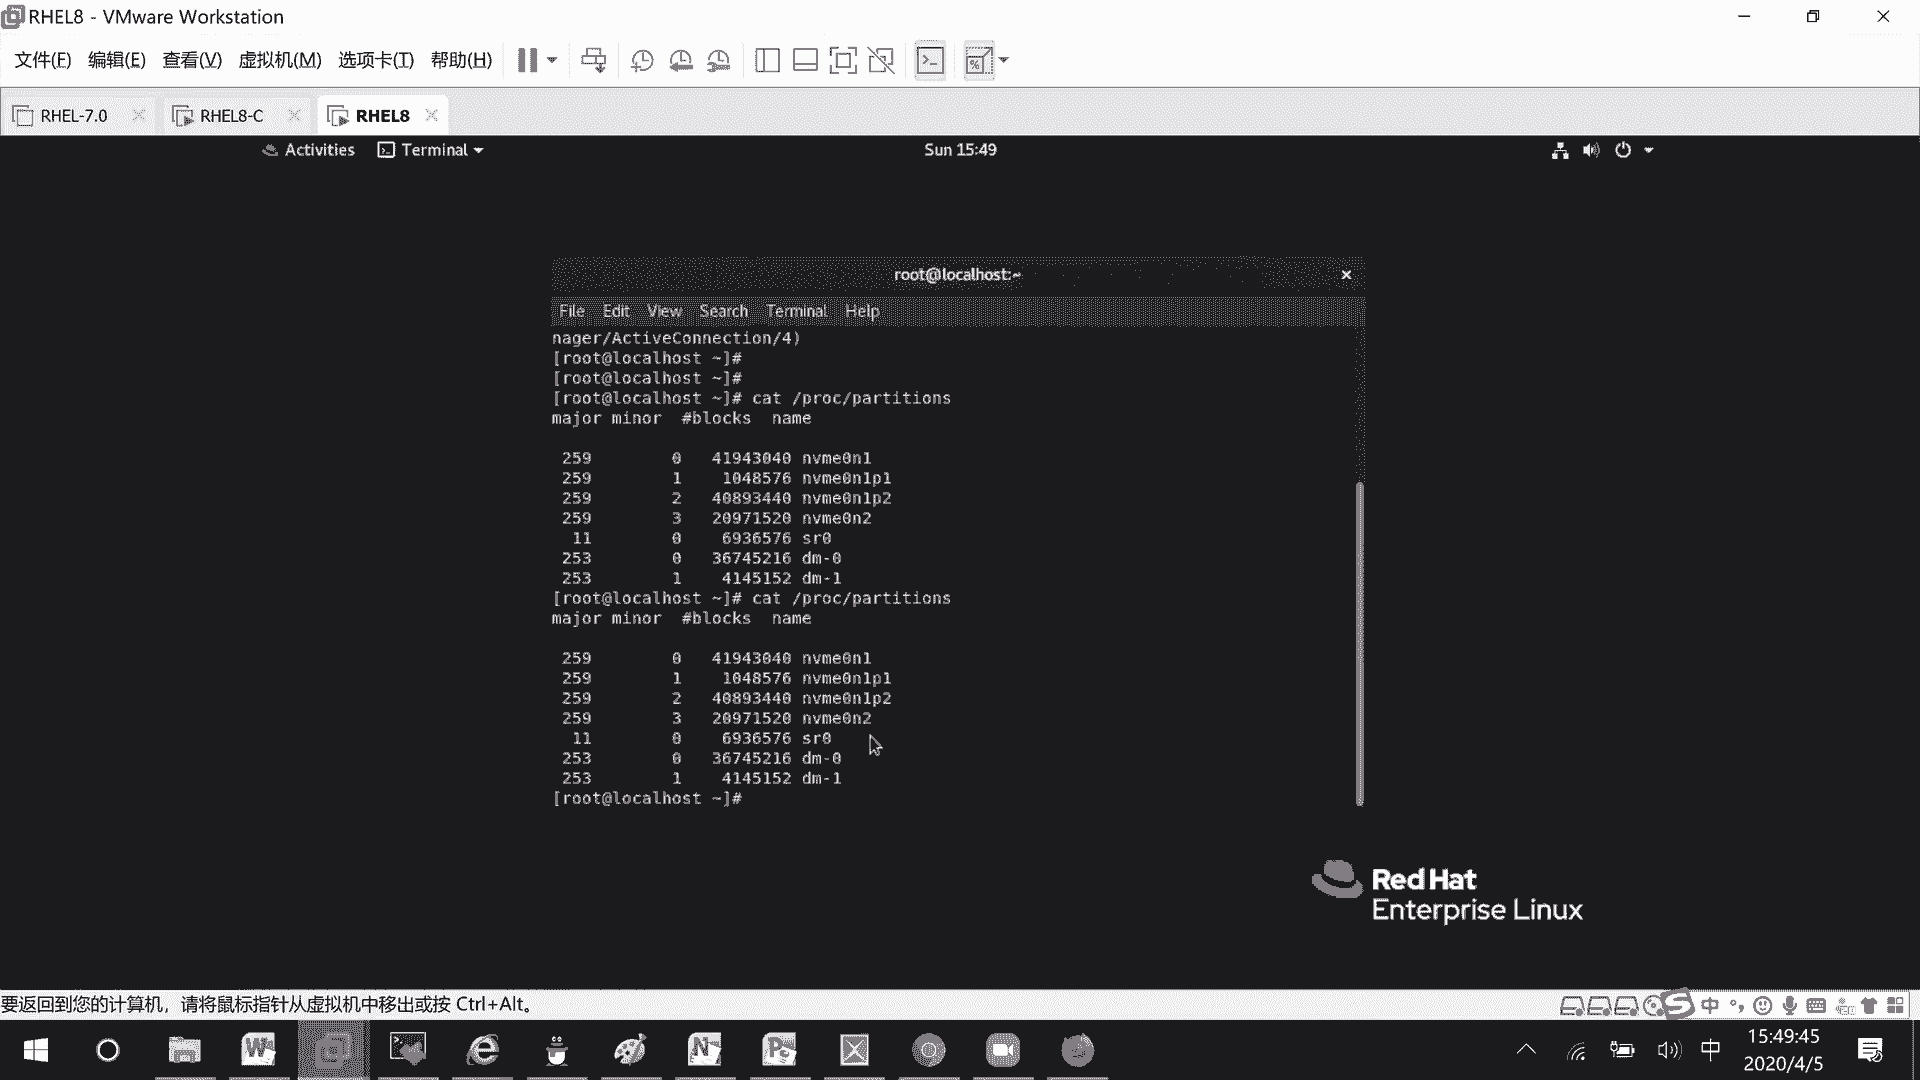 RHEL8 - VMware Workstation
文件(F) 编辑(E) 查看(V) 虚拟机(M) 选项卡(T) 帮助(H)
RHEL-7.0 RHEL8-C RHEL8
Activities Terminal Sun 15:49
root@localhost:~
File Edit View Search Terminal Help
nager/ActiveConnection/4)
[root@localhost ~]#
[root@localhost ~]#
[root@localhost ~]# cat /proc/partitions
major minor  #blocks  name
259 0 41943040 nvme0n1
259 1 1048576 nvme0n1p1
259 2 40893440 nvme0n1p2
259 3 20971520 nvme0n2
11 0 6936576 sr0
253 0 36745216 dm-0
253 1 4145152 dm-1
[root@localhost ~]# cat /proc/partitions
major minor  #blocks  name
259 0 41943040 nvme0n1
259 1 1048576 nvme0n1p1
259 2 40893440 nvme0n1p2
259 3 20971520 nvme0n2
11 0 6936576 sr0
253 0 36745216 dm-0
253 1 4145152 dm-1
[root@localhost ~]#
Red Hat
Enterprise Linux
要返回到您的计算机，请将鼠标指针从虚拟机中移出或按 Ctrl+Alt。
中
中
15:49:45
2020/4/5